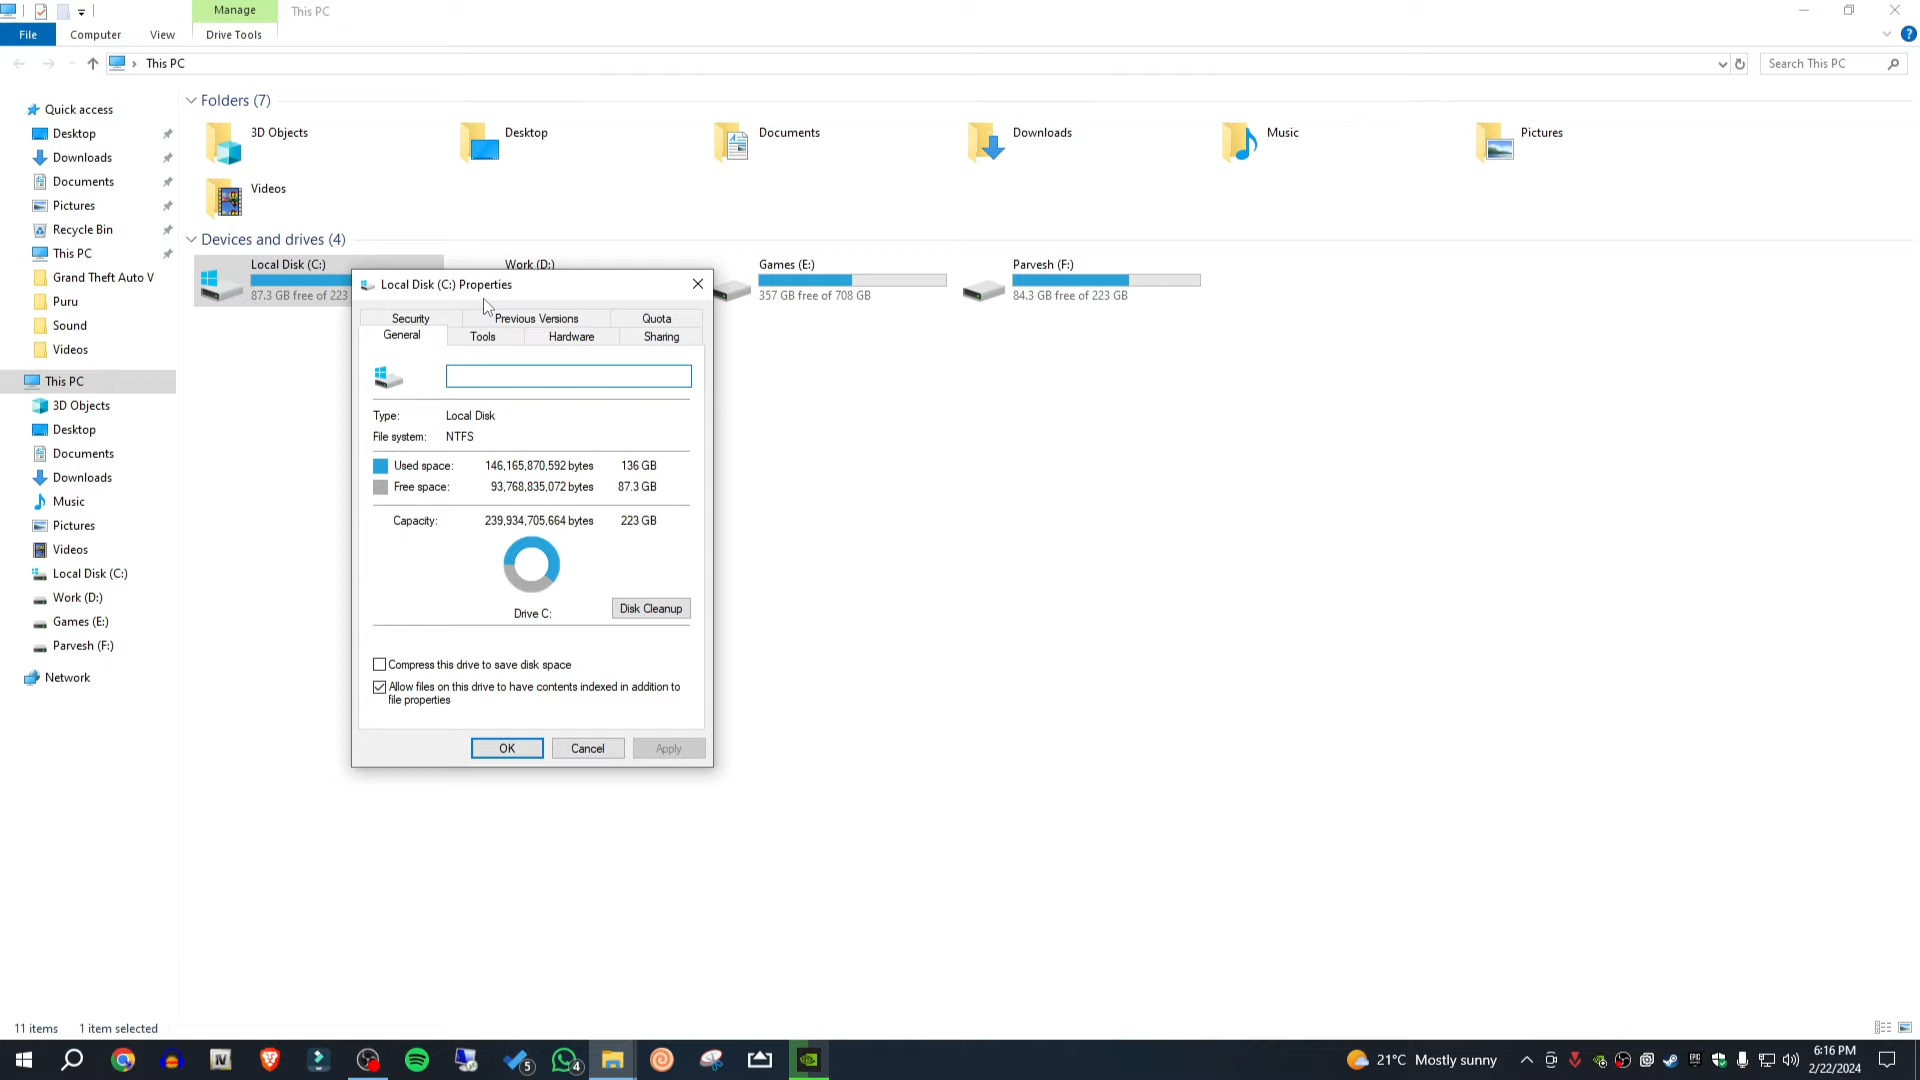 Manage
This PC
File
Computer
View
Drive Tools
This PC
Search This PC
Quick access
Desktop
Downloads
Documents
Pictures
Recycle Bin
This PC
Grand Theft Auto V
Puru
Sound
Videos
This PC
3D Objects
Desktop
Documents
Downloads
Music
Pictures
Videos
Local Disk (C:)
Work (D:)
Games (E:)
Parvesh (F:)
Network
Folders (7)
3D Objects
Desktop
Documents
Downloads
Music
Pictures
Videos
Devices and drives (4)
Local Disk (C:)
87.3 GB free of 223
Work (D:)
Games (E:)
357 GB free of 708 GB
Parvesh (F:)
84.3 GB free of 223 GB
Local Disk (C:) Properties
Security
Previous Versions
Quota
General
Tools
Hardware
Sharing
Type: Local Disk
File system: NTFS
Used space: 146,165,870,592 bytes 136 GB
Free space: 93,768,835,072 bytes 87.3 GB
Capacity: 239,934,705,664 bytes 223 GB
Drive C:
Disk Cleanup
Compress this drive to save disk space
Allow files on this drive to have contents indexed in addition to
file properties
OK
Cancel
Apply
11 items
1 item selected
IV
5
4
21°C Mostly sunny
6:16 PM
2/22/2024